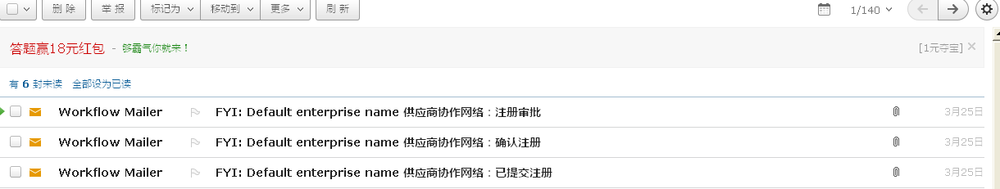 删 除 举 报 标记为 移动到 更多 刷 新 1/140
答题赢18元红包 - 够霸气你就来！ [1元夺宝]
有 6 封未读 全部设为已读
Workflow Mailer FYI: Default enterprise name 供应商协作网络：注册审批 3月25日
Workflow Mailer FYI: Default enterprise name 供应商协作网络：确认注册 3月25日
Workflow Mailer FYI: Default enterprise name 供应商协作网络：已提交注册 3月25日